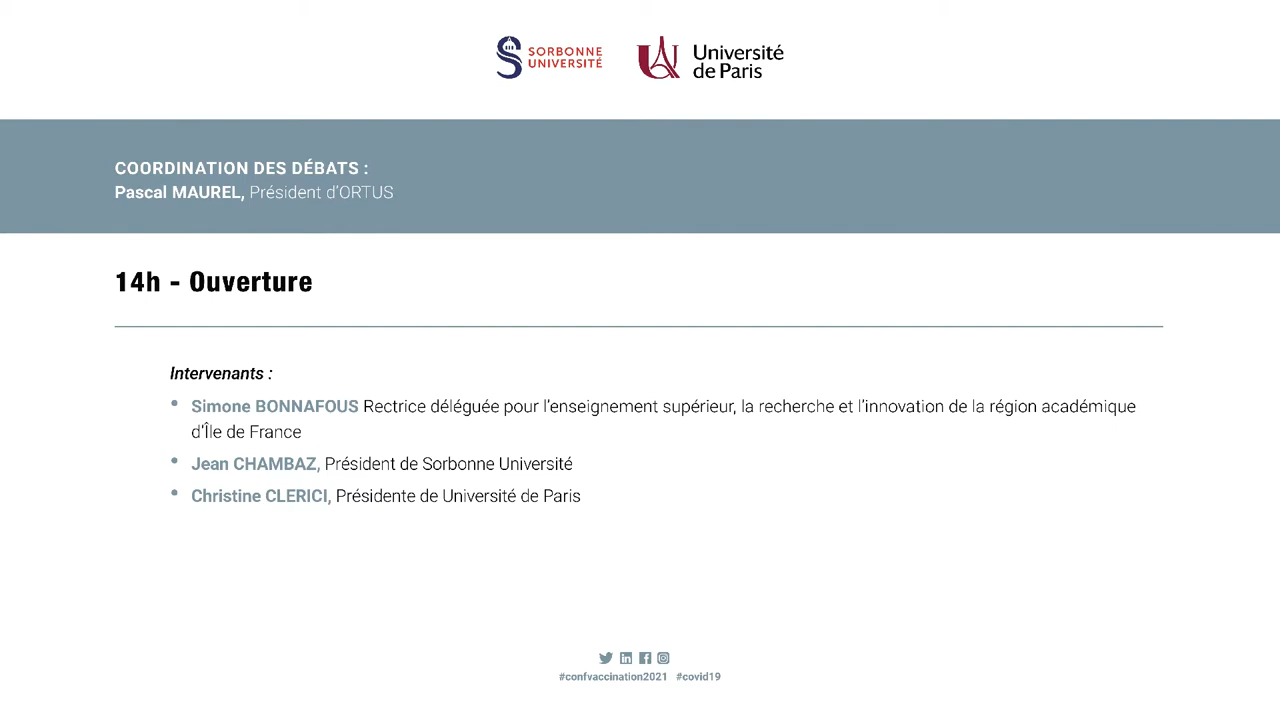 SORBONNE
UNIVERSITÉ
Université
de Paris
COORDINATION DES DÉBATS :
Pascal MAUREL, Président d'ORTUS
14h - Ouverture
Intervenants :
• Simone BONNAFOUS Rectrice déléguée pour l'enseignement supérieur, la recherche et l'innovation de la région académique
d'Île de France
• Jean CHAMBAZ, Président de Sorbonne Université
• Christine CLERICI, Présidente de Université de Paris
#confvaccination2021 #covid19